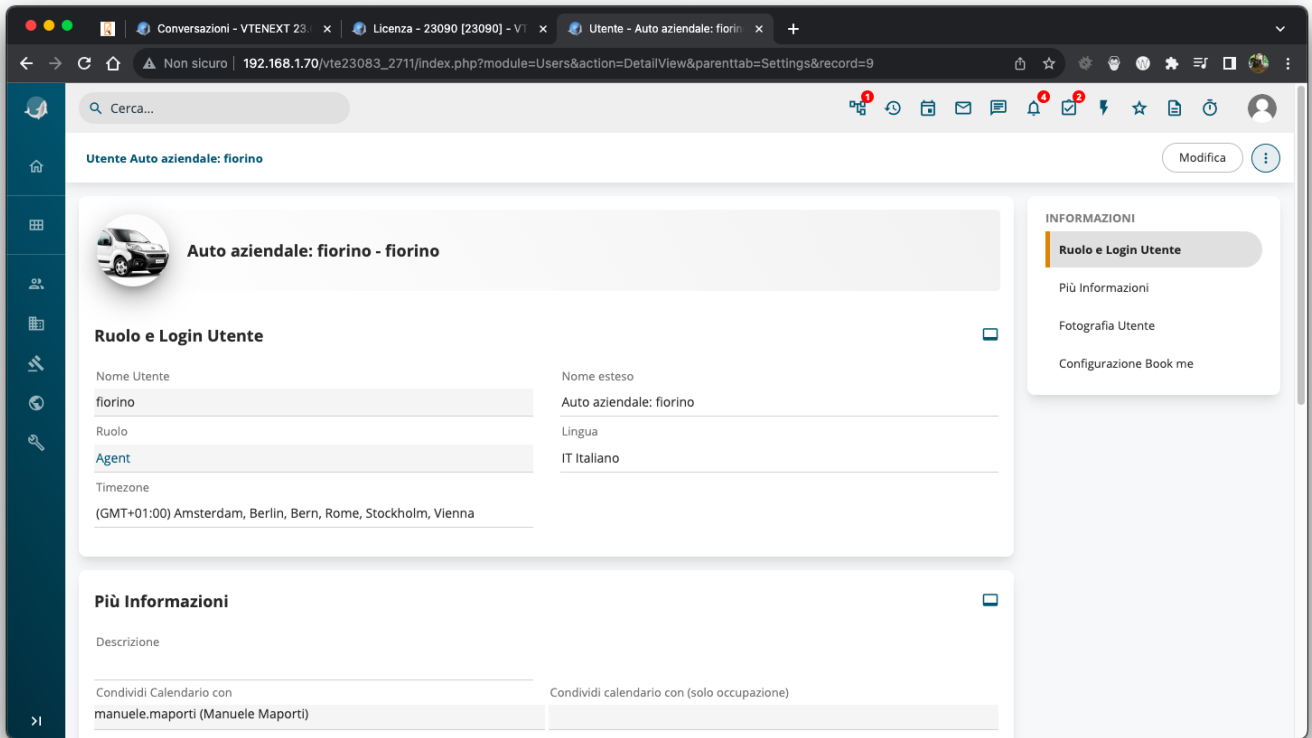 Conversazioni - VTENEXT 23.
Licenza - 23090 [23090] - VT
Utente - Auto aziendale: fiorin
Non sicuro | 192.168.1.70/vte23083_2711/index.php?module=Users&action=DetailView&parenttab=Settings&record=9
Cerca...
1
4
2
Utente Auto aziendale: fiorino
Modifica
Auto aziendale: fiorino - fiorino
Ruolo e Login Utente
Nome Utente
fiorino
Nome esteso
Auto aziendale: fiorino
Ruolo
Agent
Lingua
IT Italiano
Timezone
(GMT+01:00) Amsterdam, Berlin, Bern, Rome, Stockholm, Vienna
Più Informazioni
Descrizione
Condividi Calendario con
manuele.maporti (Manuele Maporti)
Condividi calendario con (solo occupazione)
INFORMAZIONI
Ruolo e Login Utente
Più Informazioni
Fotografia Utente
Configurazione Book me